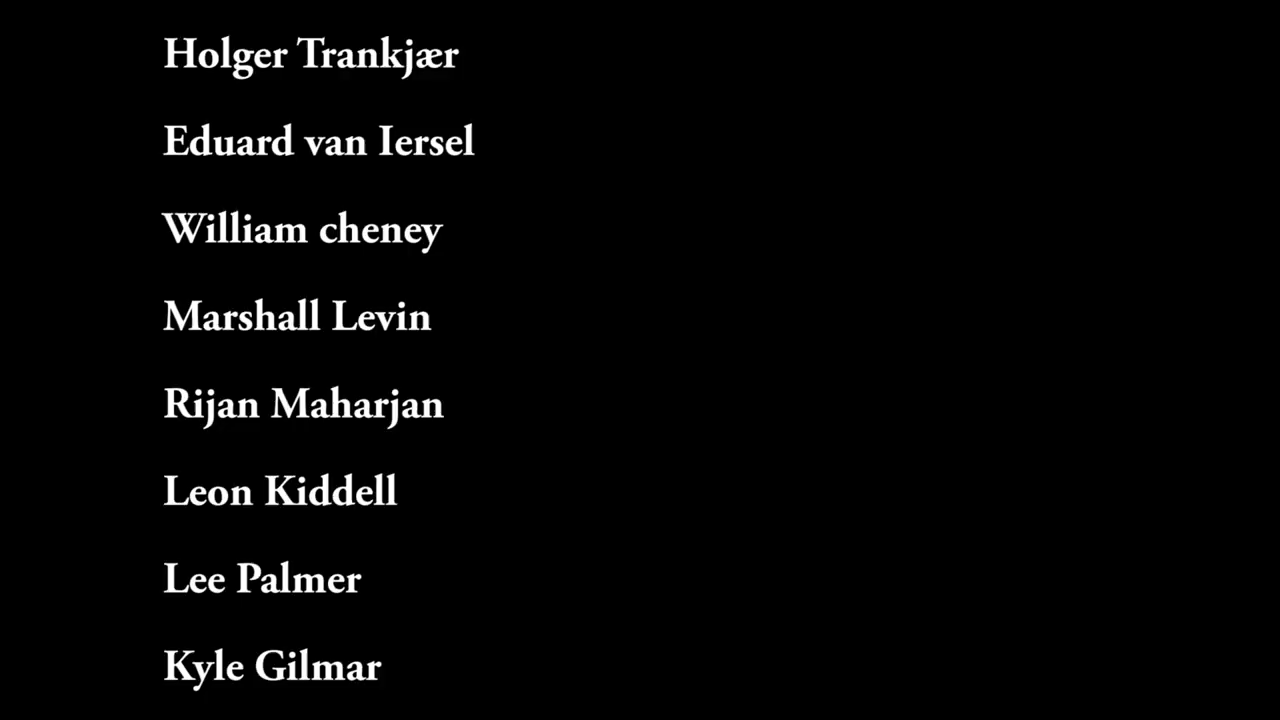 Holger Trankjær
Eduard van Iersel
William cheney
Marshall Levin
Rijan Maharjan
Leon Kiddell
Lee Palmer
Kyle Gilmar